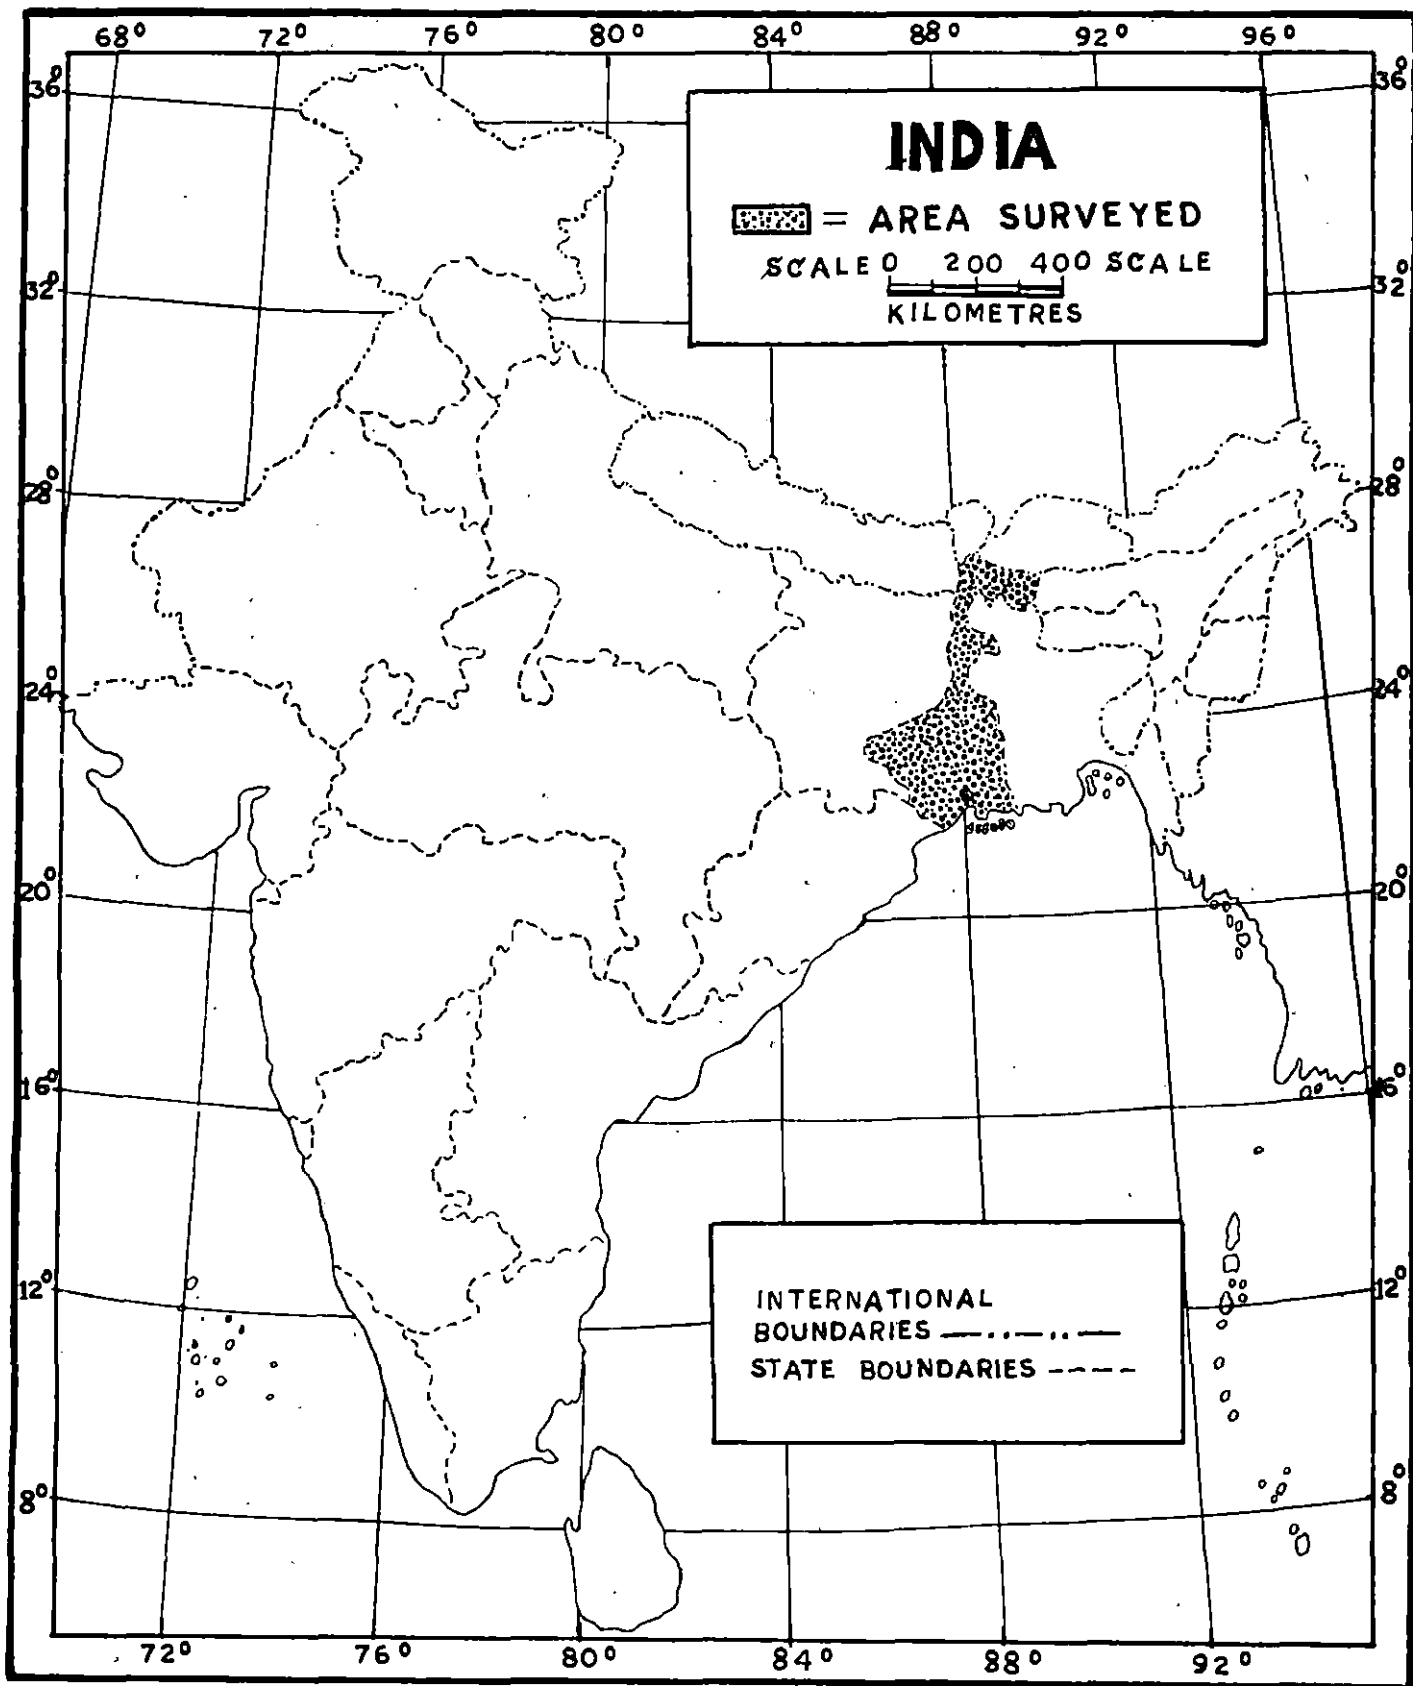 68° 72° 76° 80° 84° 88° 92° 96°
36° 36°
INDIA
= AREA SURVEYED
SCALE 0 200 400 SCALE
KILOMETRES
32° 32°
28° 28°
24° 24°
20° 20°
16° 16°
12° 12°
INTERNATIONAL
BOUNDARIES
STATE BOUNDARIES
8° 8°
72° 76° 80° 84° 88° 92°